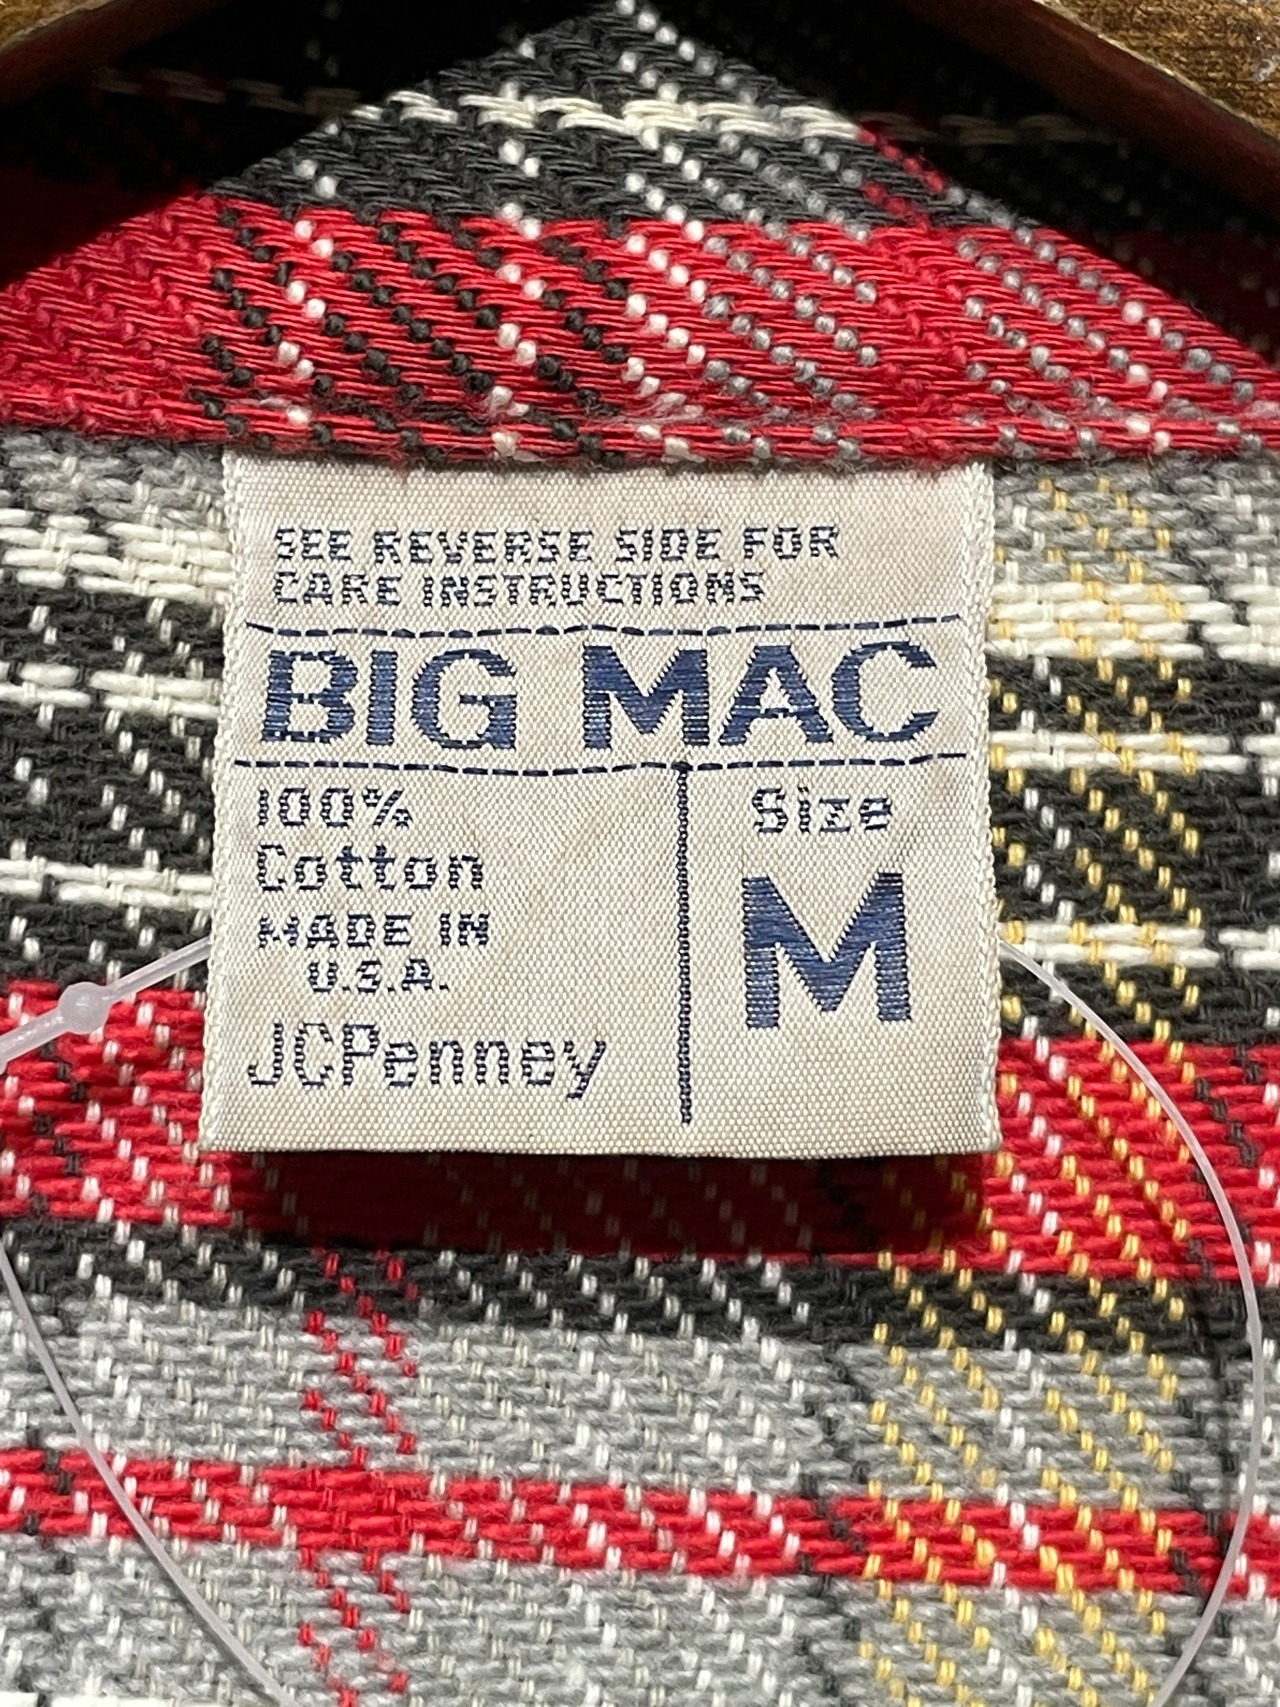 SEE REVERSE SIDE FOR
CARE INSTRUCTIONS
BIG MAC
100%
Cotton
MADE IN
U.S.A.
JCPenney
Size
M